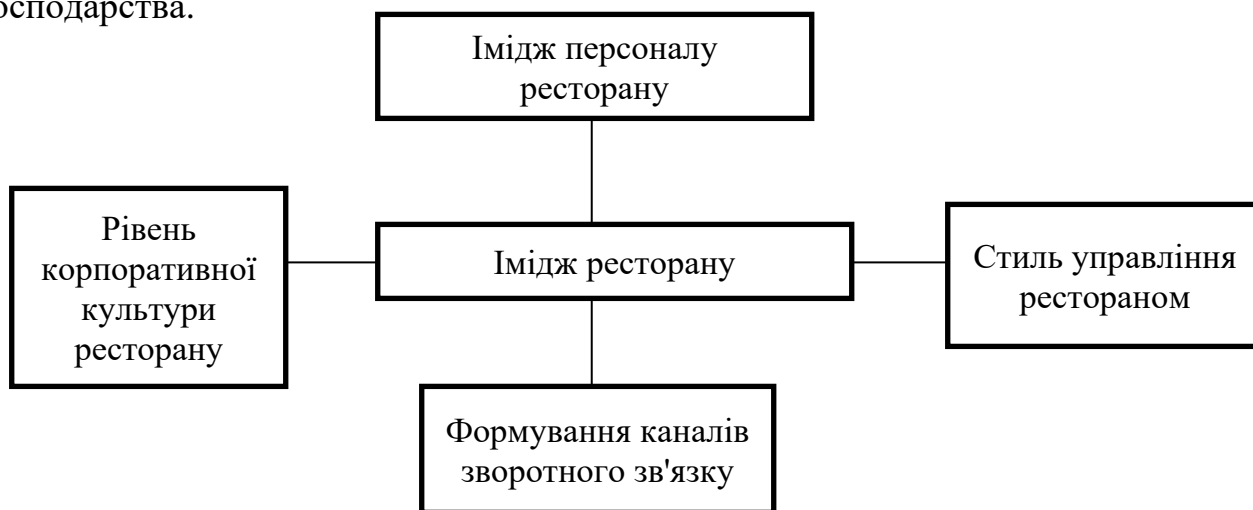 осподарства.
Імідж персоналу
ресторану
Рівень
корпоративної
культури
ресторану
Імідж ресторану
Стиль управління
рестораном
Формування каналів
зворотного зв'язку